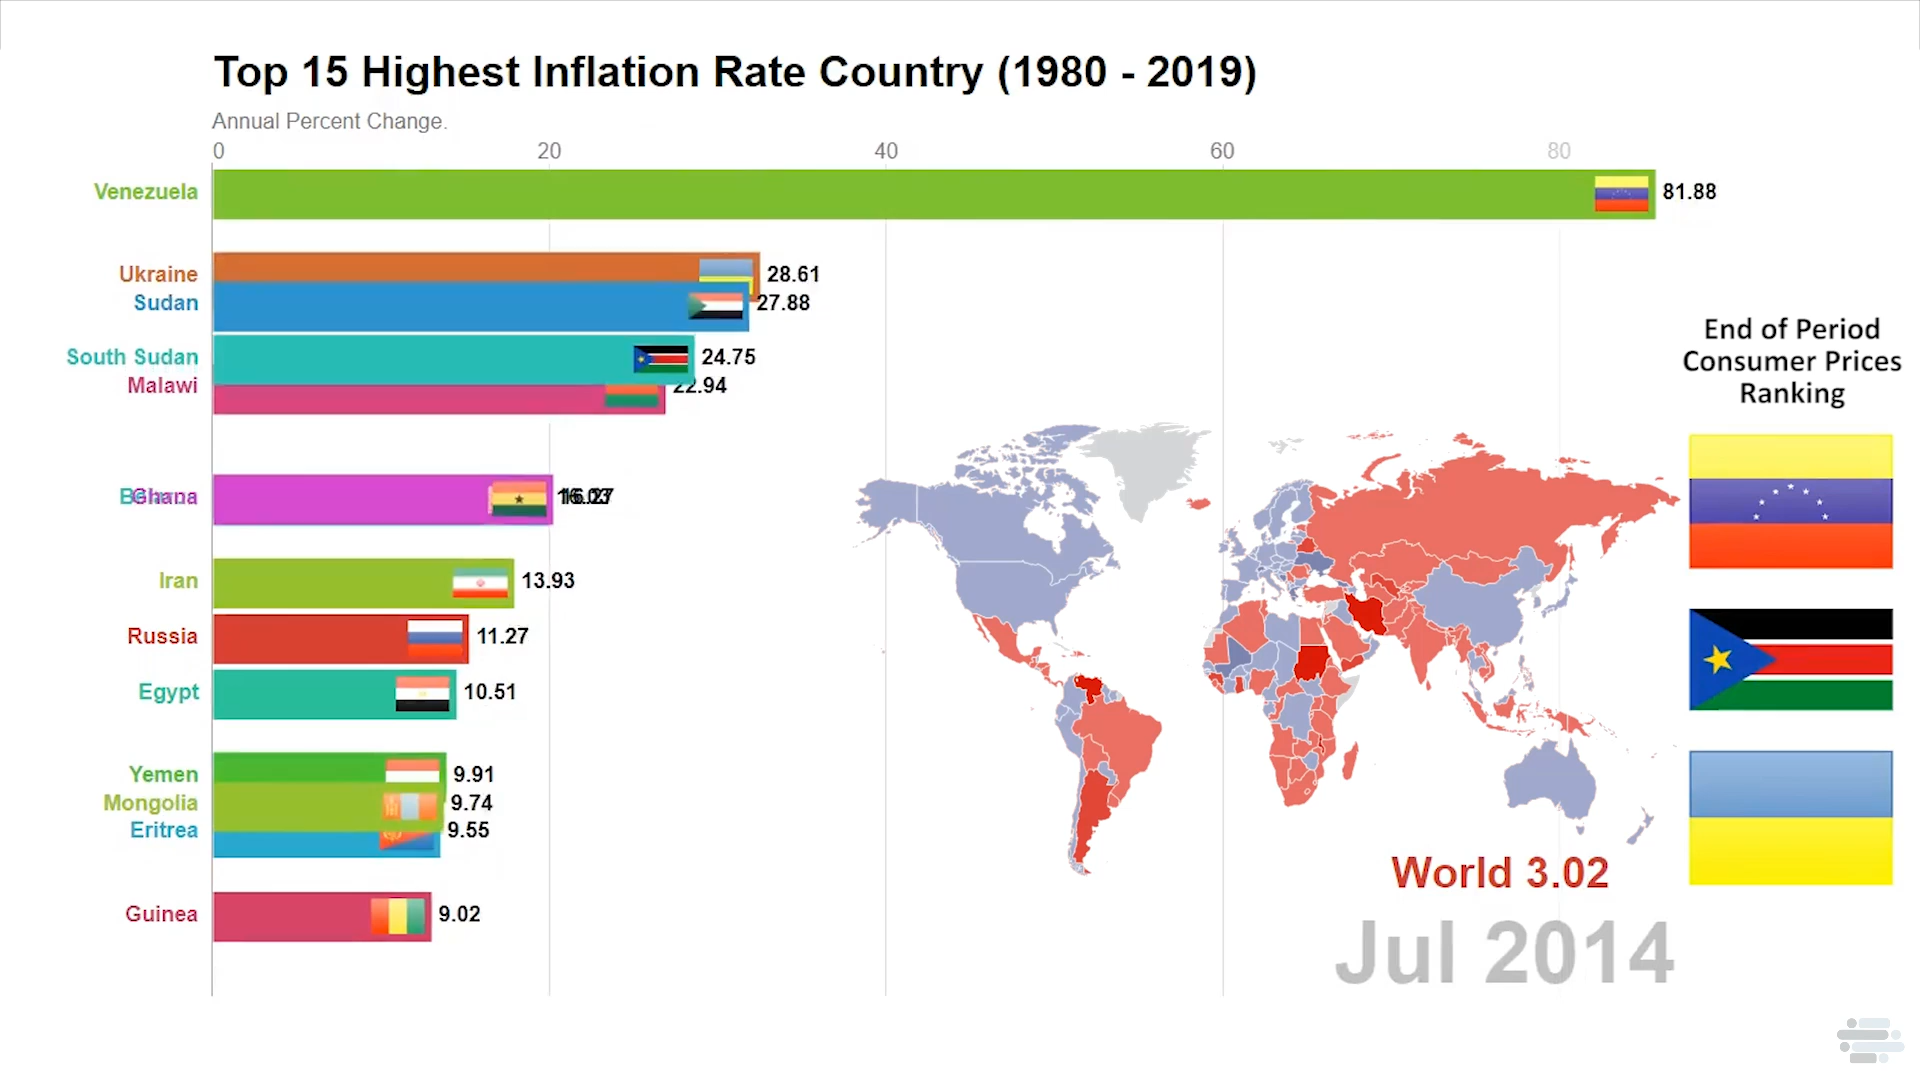 Top 15 Highest Inflation Rate Country (1980 - 2019)
Annual Percent Change.
0 20 40 60 80
Venezuela 81.88
Ukraine 28.61
Sudan 27.88
South Sudan 24.75
Malawi 22.94
Ghana
Iran 13.93
Russia 11.27
Egypt 10.51
Yemen 9.91
Mongolia 9.74
Eritrea 9.55
Guinea 9.02
End of Period
Consumer Prices
Ranking
World 3.02
Jul 2014